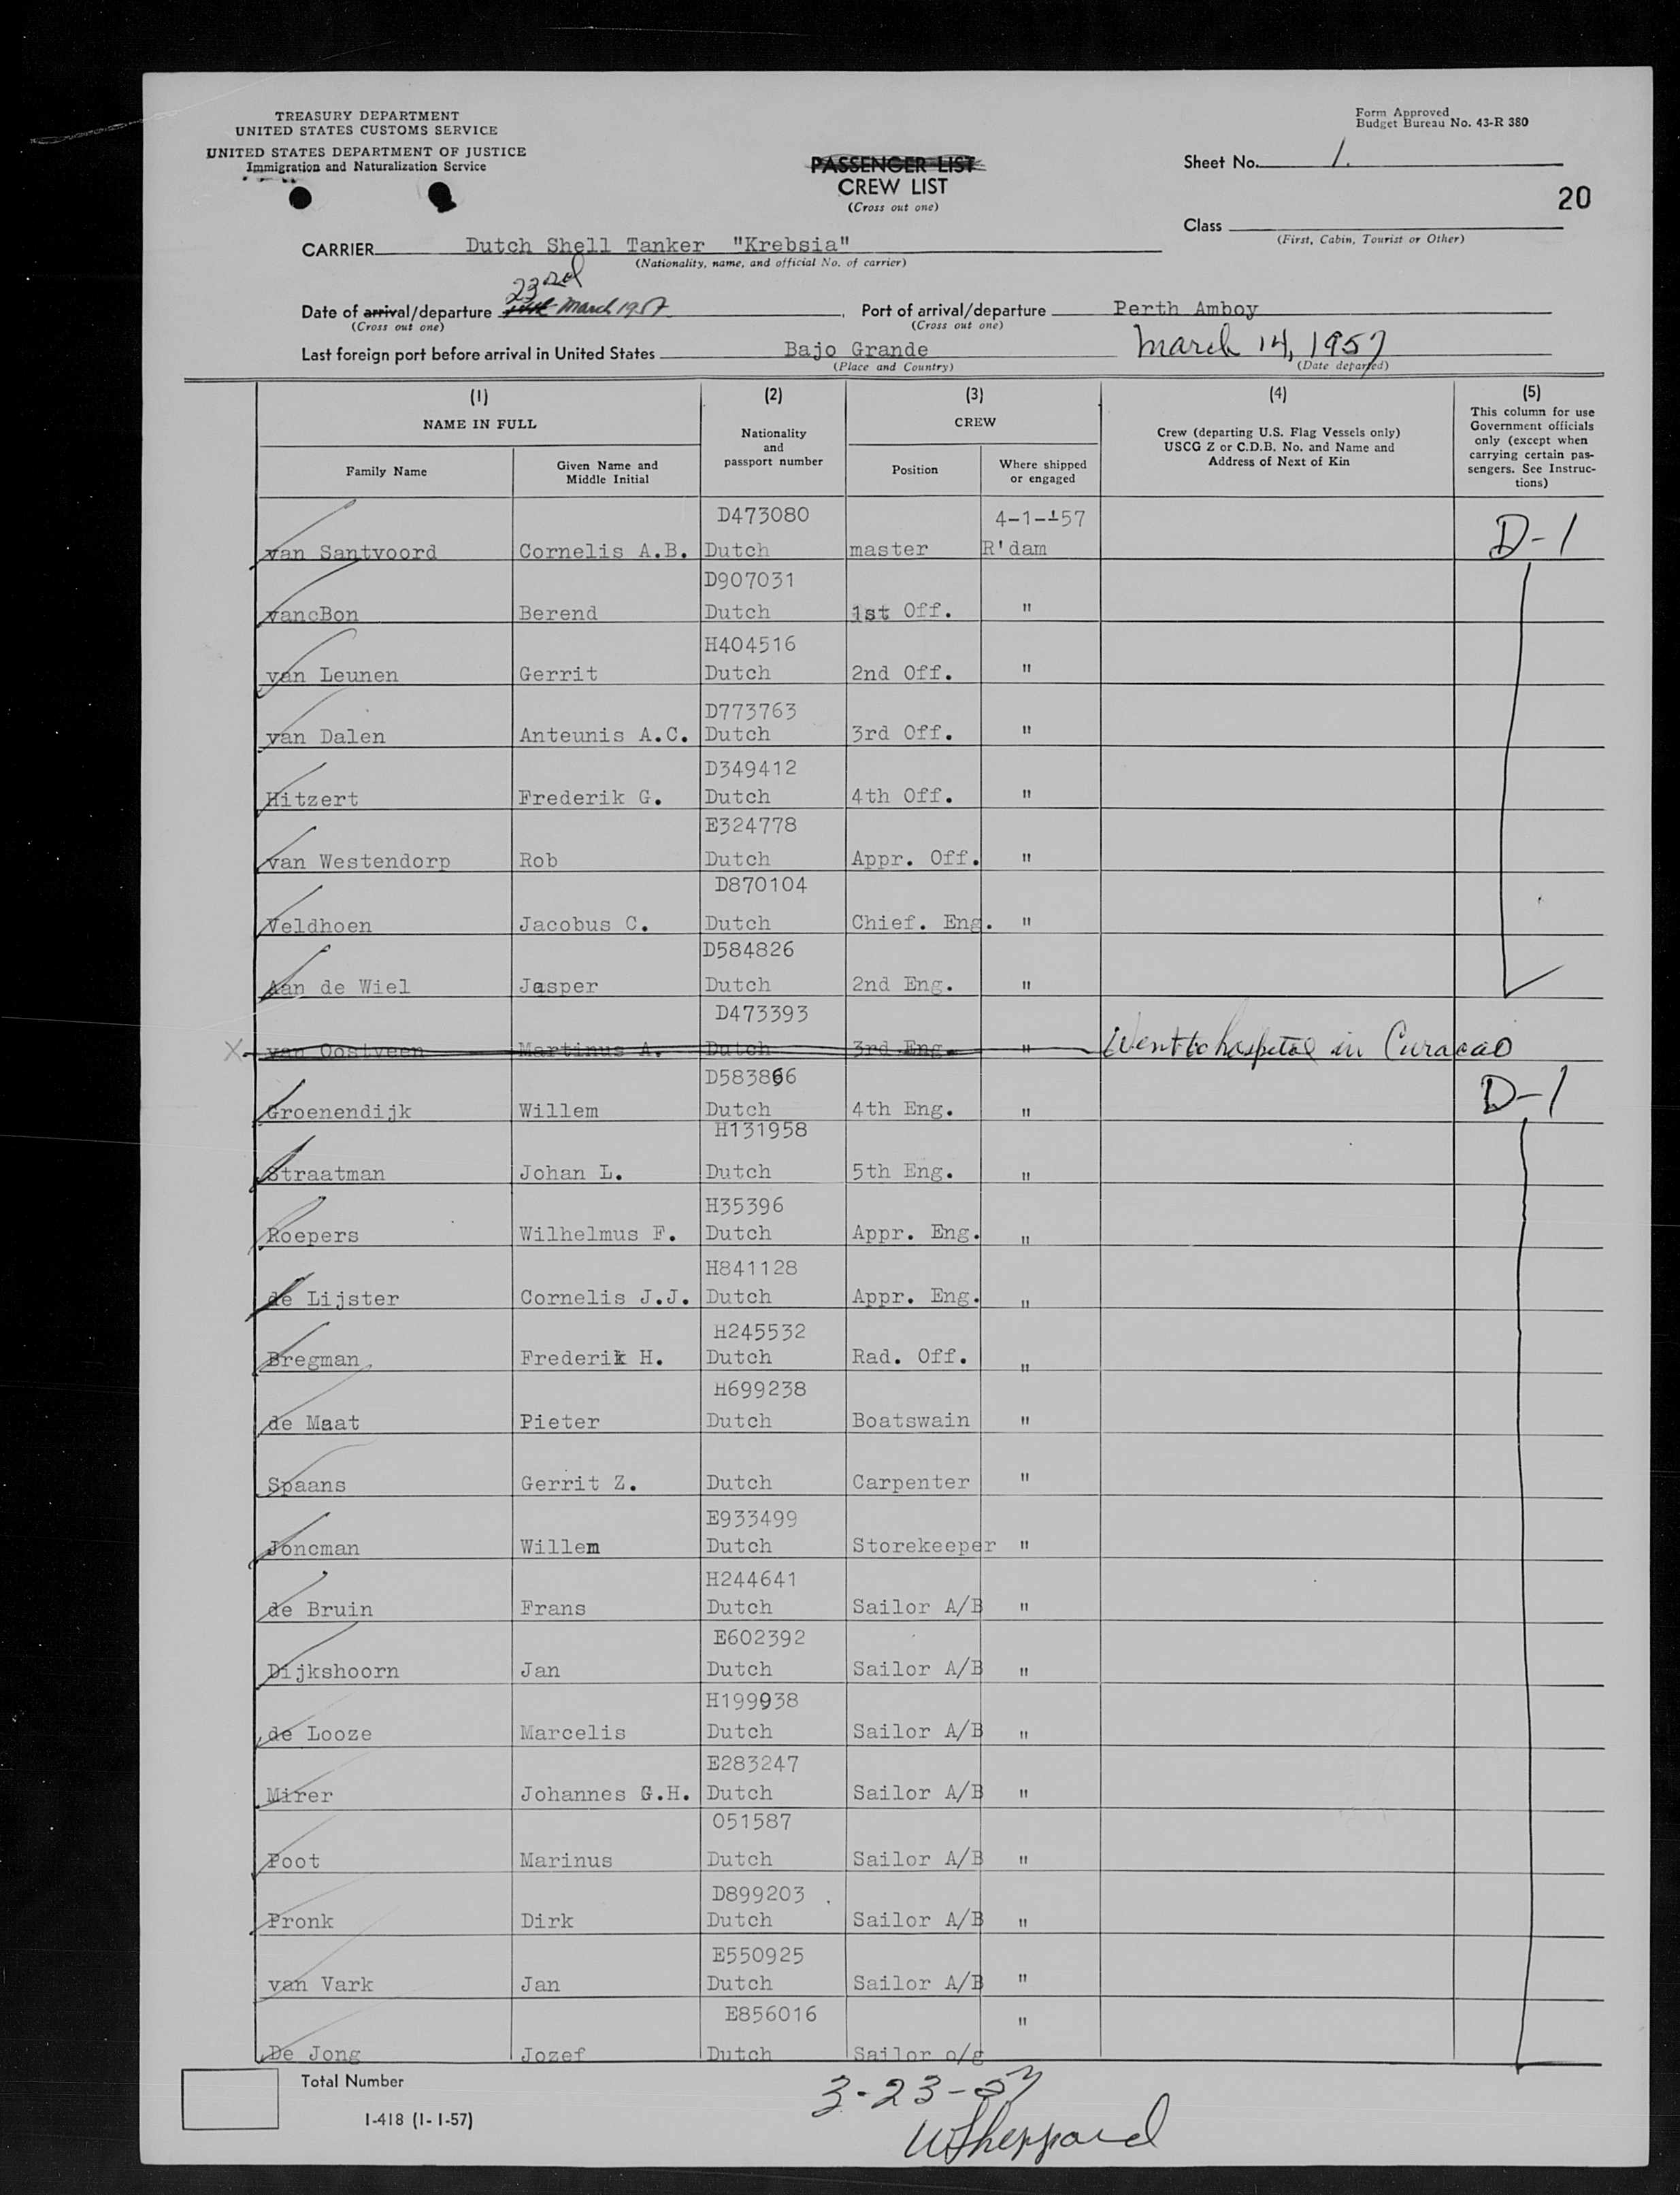 TREASURY DEPARTMENT
UNITED STATES CUSTOMS SERVICE
UNITED STATES DEPARTMENT OF JUSTICE
Immigration and Naturalization Service
Form Approved
Budget Bureau No. 43-R 380
PASSENGER LIST
CREW LIST
(Cross out one)
Sheet No. 1.
20
Class
(First, Cabin, Tourist or Other)
CARRIER Dutch Shell Tanker "Krebsia"
(Nationality, name, and official No. of carrier)
23rd
Date of arrival/departure March 1957, Port of arrival/departure Perth Amboy
(Cross out one) (Cross out one)
Last foreign port before arrival in United States Bajo Grande March 14, 1957
(Place and Country) (Date departed)
(1) (2) (3) (4) (5)
NAME IN FULL
Nationality and passport number
CREW
Crew (departing U.S. Flag Vessels only) USCG Z or C.D.B. No. and Name and Address of Next of Kin
This column for use Government officials only (except when carrying certain passengers. See Instructions)
Family Name Given Name and Middle Initial Position Where shipped or engaged
D473080 4-1-157
van Santvoord Cornelis A.B. Dutch master R'dam D-1
D907031
vancBon Berend Dutch 1st Off. "
H404516
van Leunen Gerrit Dutch 2nd Off. "
D773763
van Dalen Anteunis A.C. Dutch 3rd Off. "
D349412
Hitzert Frederik G. Dutch 4th Off. "
E324778
van Westendorp Rob Dutch Appr. Off. "
D870104
Veldhoen Jacobus C. Dutch Chief. Eng. "
D584826
Aan de Wiel Jasper Dutch 2nd Eng. "
D473393
X van Oostveen Martinus A. Dutch 3rd Eng. " Went to hospital in Curacao
D583866
Groenendijk Willem Dutch 4th Eng. " D-1
H131958
Straatman Johan L. Dutch 5th Eng. "
H35396
Roepers Wilhelmus F. Dutch Appr. Eng. "
H841128
de Lijster Cornelis J.J. Dutch Appr. Eng. "
H245532
Bregman Frederik H. Dutch Rad. Off. "
H699238
de Maat Pieter Dutch Boatswain "
Spaans Gerrit Z. Dutch Carpenter "
E933499
Joncman Willem Dutch Storekeeper "
H244641
de Bruin Frans Dutch Sailor A/B "
E602392
Dijkshoorn Jan Dutch Sailor A/B "
H199938
de Looze Marcelis Dutch Sailor A/B "
E283247
Mirer Johannes G.H. Dutch Sailor A/B "
051587
Poot Marinus Dutch Sailor A/B "
D899203
Pronk Dirk Dutch Sailor A/B "
E550925
van Vark Jan Dutch Sailor A/B "
E856016 "
De Jong Jozef Dutch Sailor o/g
Total Number
3-23-57
I-418 (1-1-57)
W Sheppard